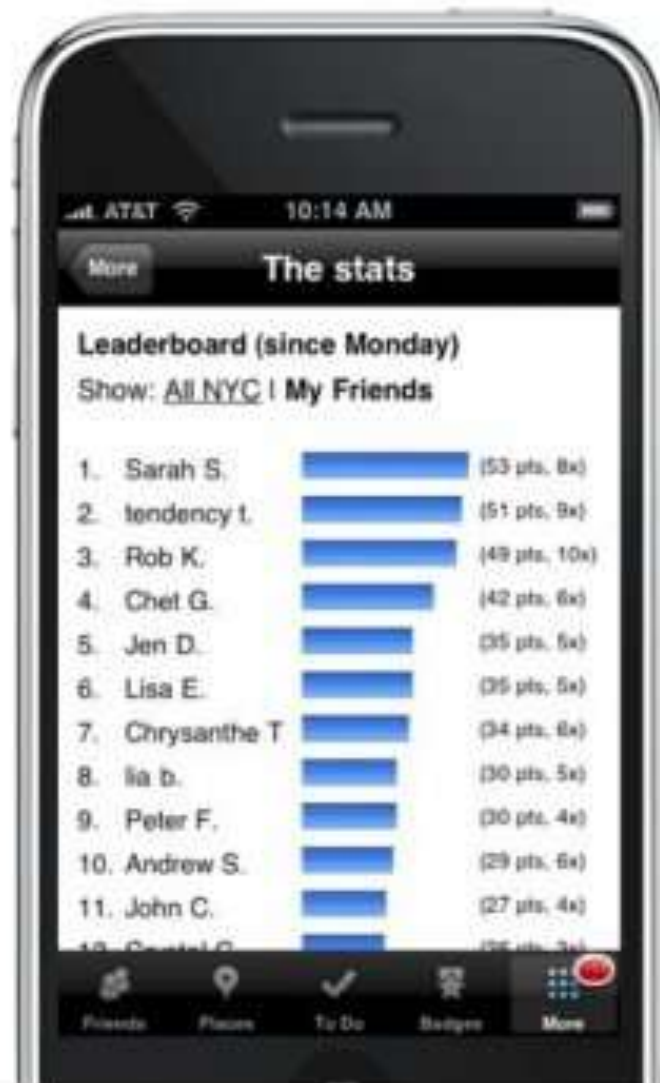 AT&T 10:14 AM
More The stats
Leaderboard (since Monday)
Show: All NYC | My Friends
1. Sarah S. (53 pts, 8x)
2. tendency t. (51 pts, 9x)
3. Rob K. (49 pts, 10x)
4. Chet G. (42 pts, 6x)
5. Jen D. (35 pts, 5x)
6. Lisa E. (35 pts, 5x)
7. Chrysanthe T (34 pts, 6x)
8. lia b. (30 pts, 5x)
9. Peter F. (30 pts, 4x)
10. Andrew S. (29 pts, 6x)
11. John C. (27 pts, 4x)
Friends Places To Do Badges More